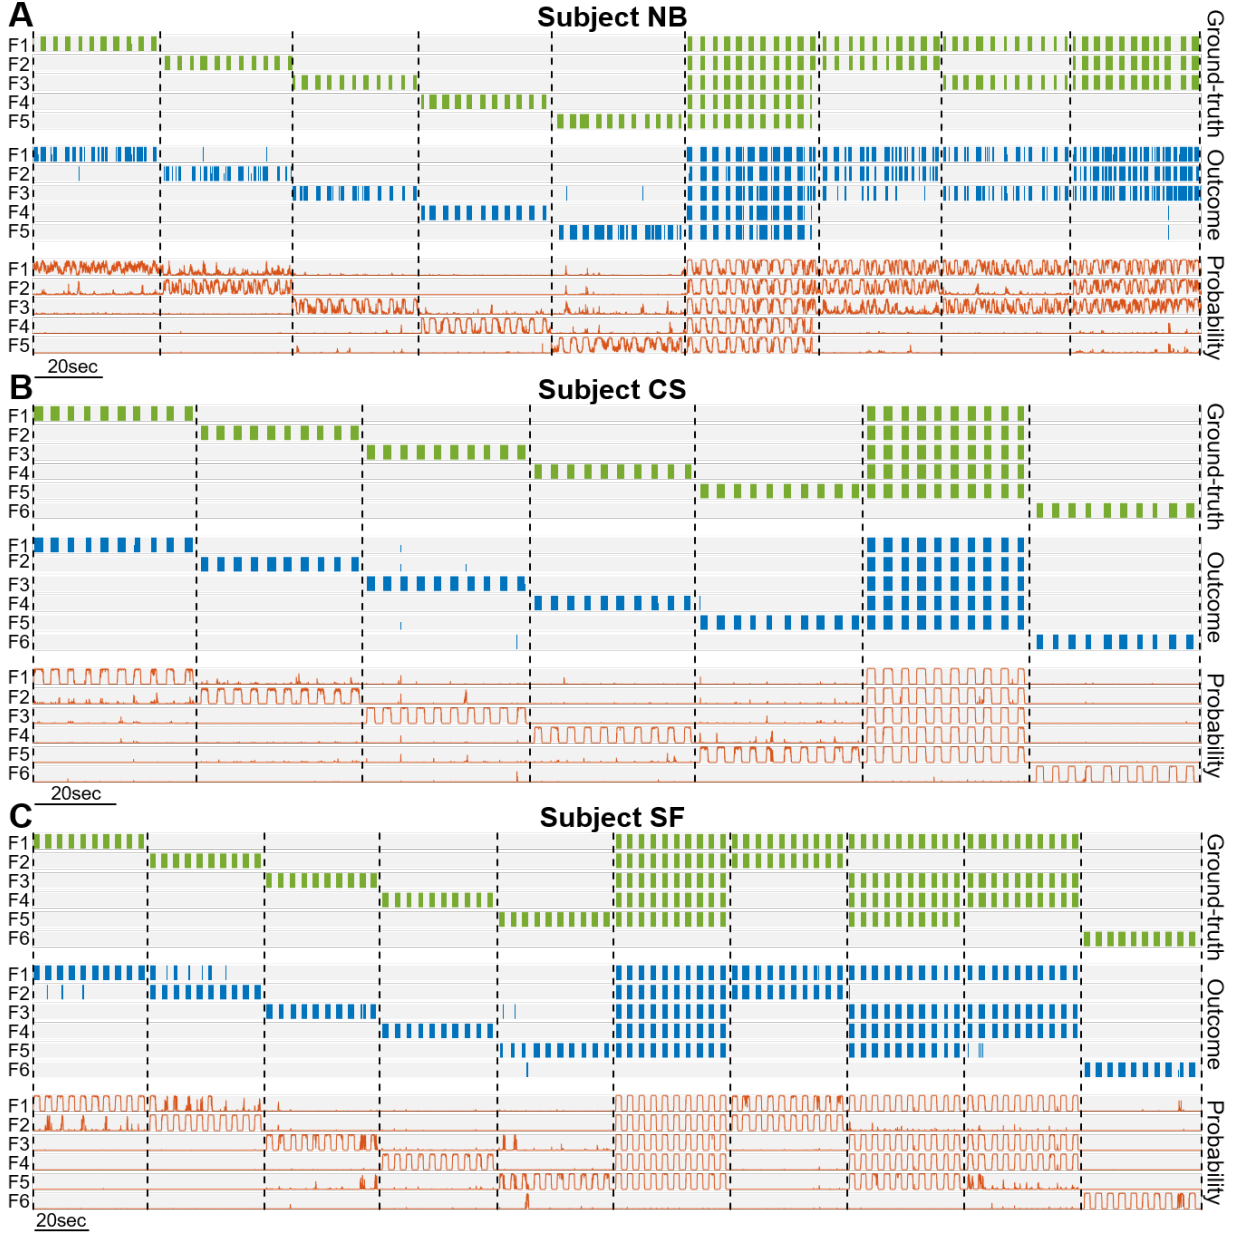 A
Subject NB
F1
F2
F3
F4
F5
Ground-truth
F1
F2
F3
F4
F5
Outcome
F1
F2
F3
F4
F5
Probability
20sec
B
Subject CS
F1
F2
F3
F4
F5
F6
Ground-truth
F1
F2
F3
F4
F5
F6
Outcome
F1
F2
F3
F4
F5
F6
Probability
20sec
C
Subject SF
F1
F2
F3
F4
F5
F6
Ground-truth
F1
F2
F3
F4
F5
F6
Outcome
F1
F2
F3
F4
F5
F6
Probability
20sec